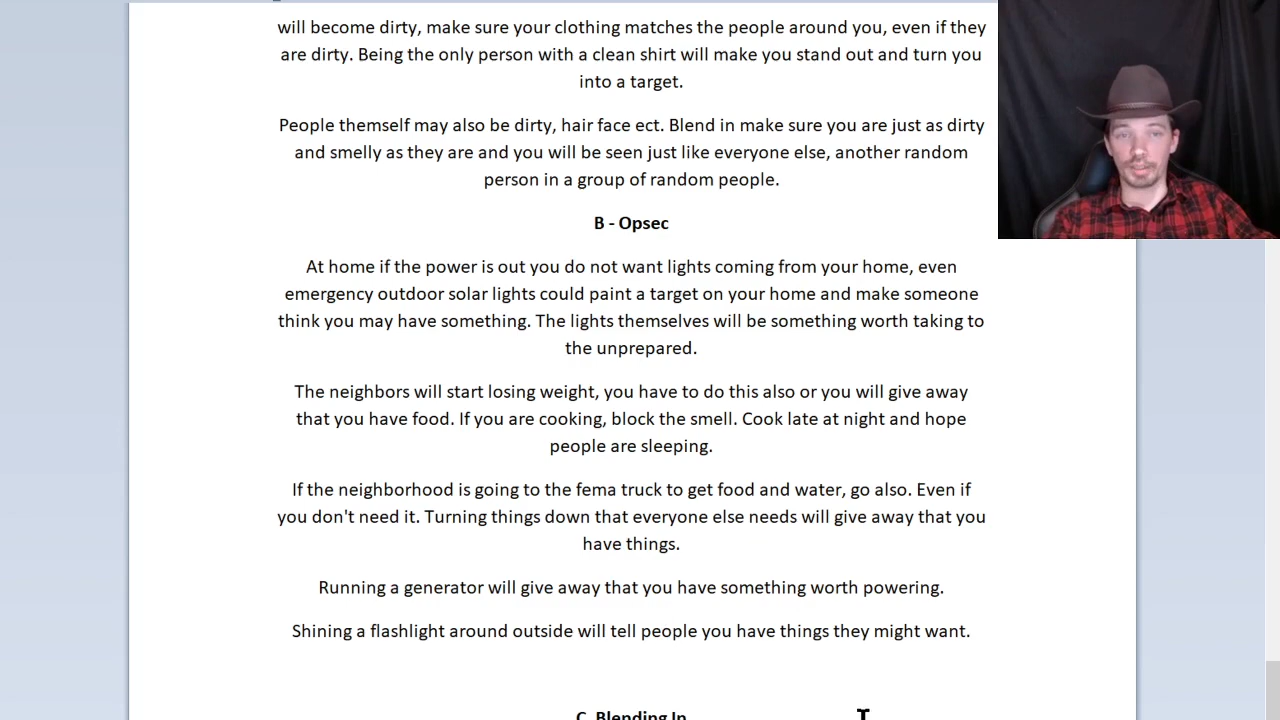 will become dirty, make sure your clothing matches the people around you, even if they
are dirty. Being the only person with a clean shirt will make you stand out and turn you
into a target.
People themself may also be dirty, hair face ect. Blend in make sure you are just as dirty
and smelly as they are and you will be seen just like everyone else, another random
person in a group of random people.
B - Opsec
At home if the power is out you do not want lights coming from your home, even
emergency outdoor solar lights could paint a target on your home and make someone
think you may have something. The lights themselves will be something worth taking to
the unprepared.
The neighbors will start losing weight, you have to do this also or you will give away
that you have food. If you are cooking, block the smell. Cook late at night and hope
people are sleeping.
If the neighborhood is going to the fema truck to get food and water, go also. Even if
you don't need it. Turning things down that everyone else needs will give away that you
have things.
Running a generator will give away that you have something worth powering.
Shining a flashlight around outside will tell people you have things they might want.
C  Blending In